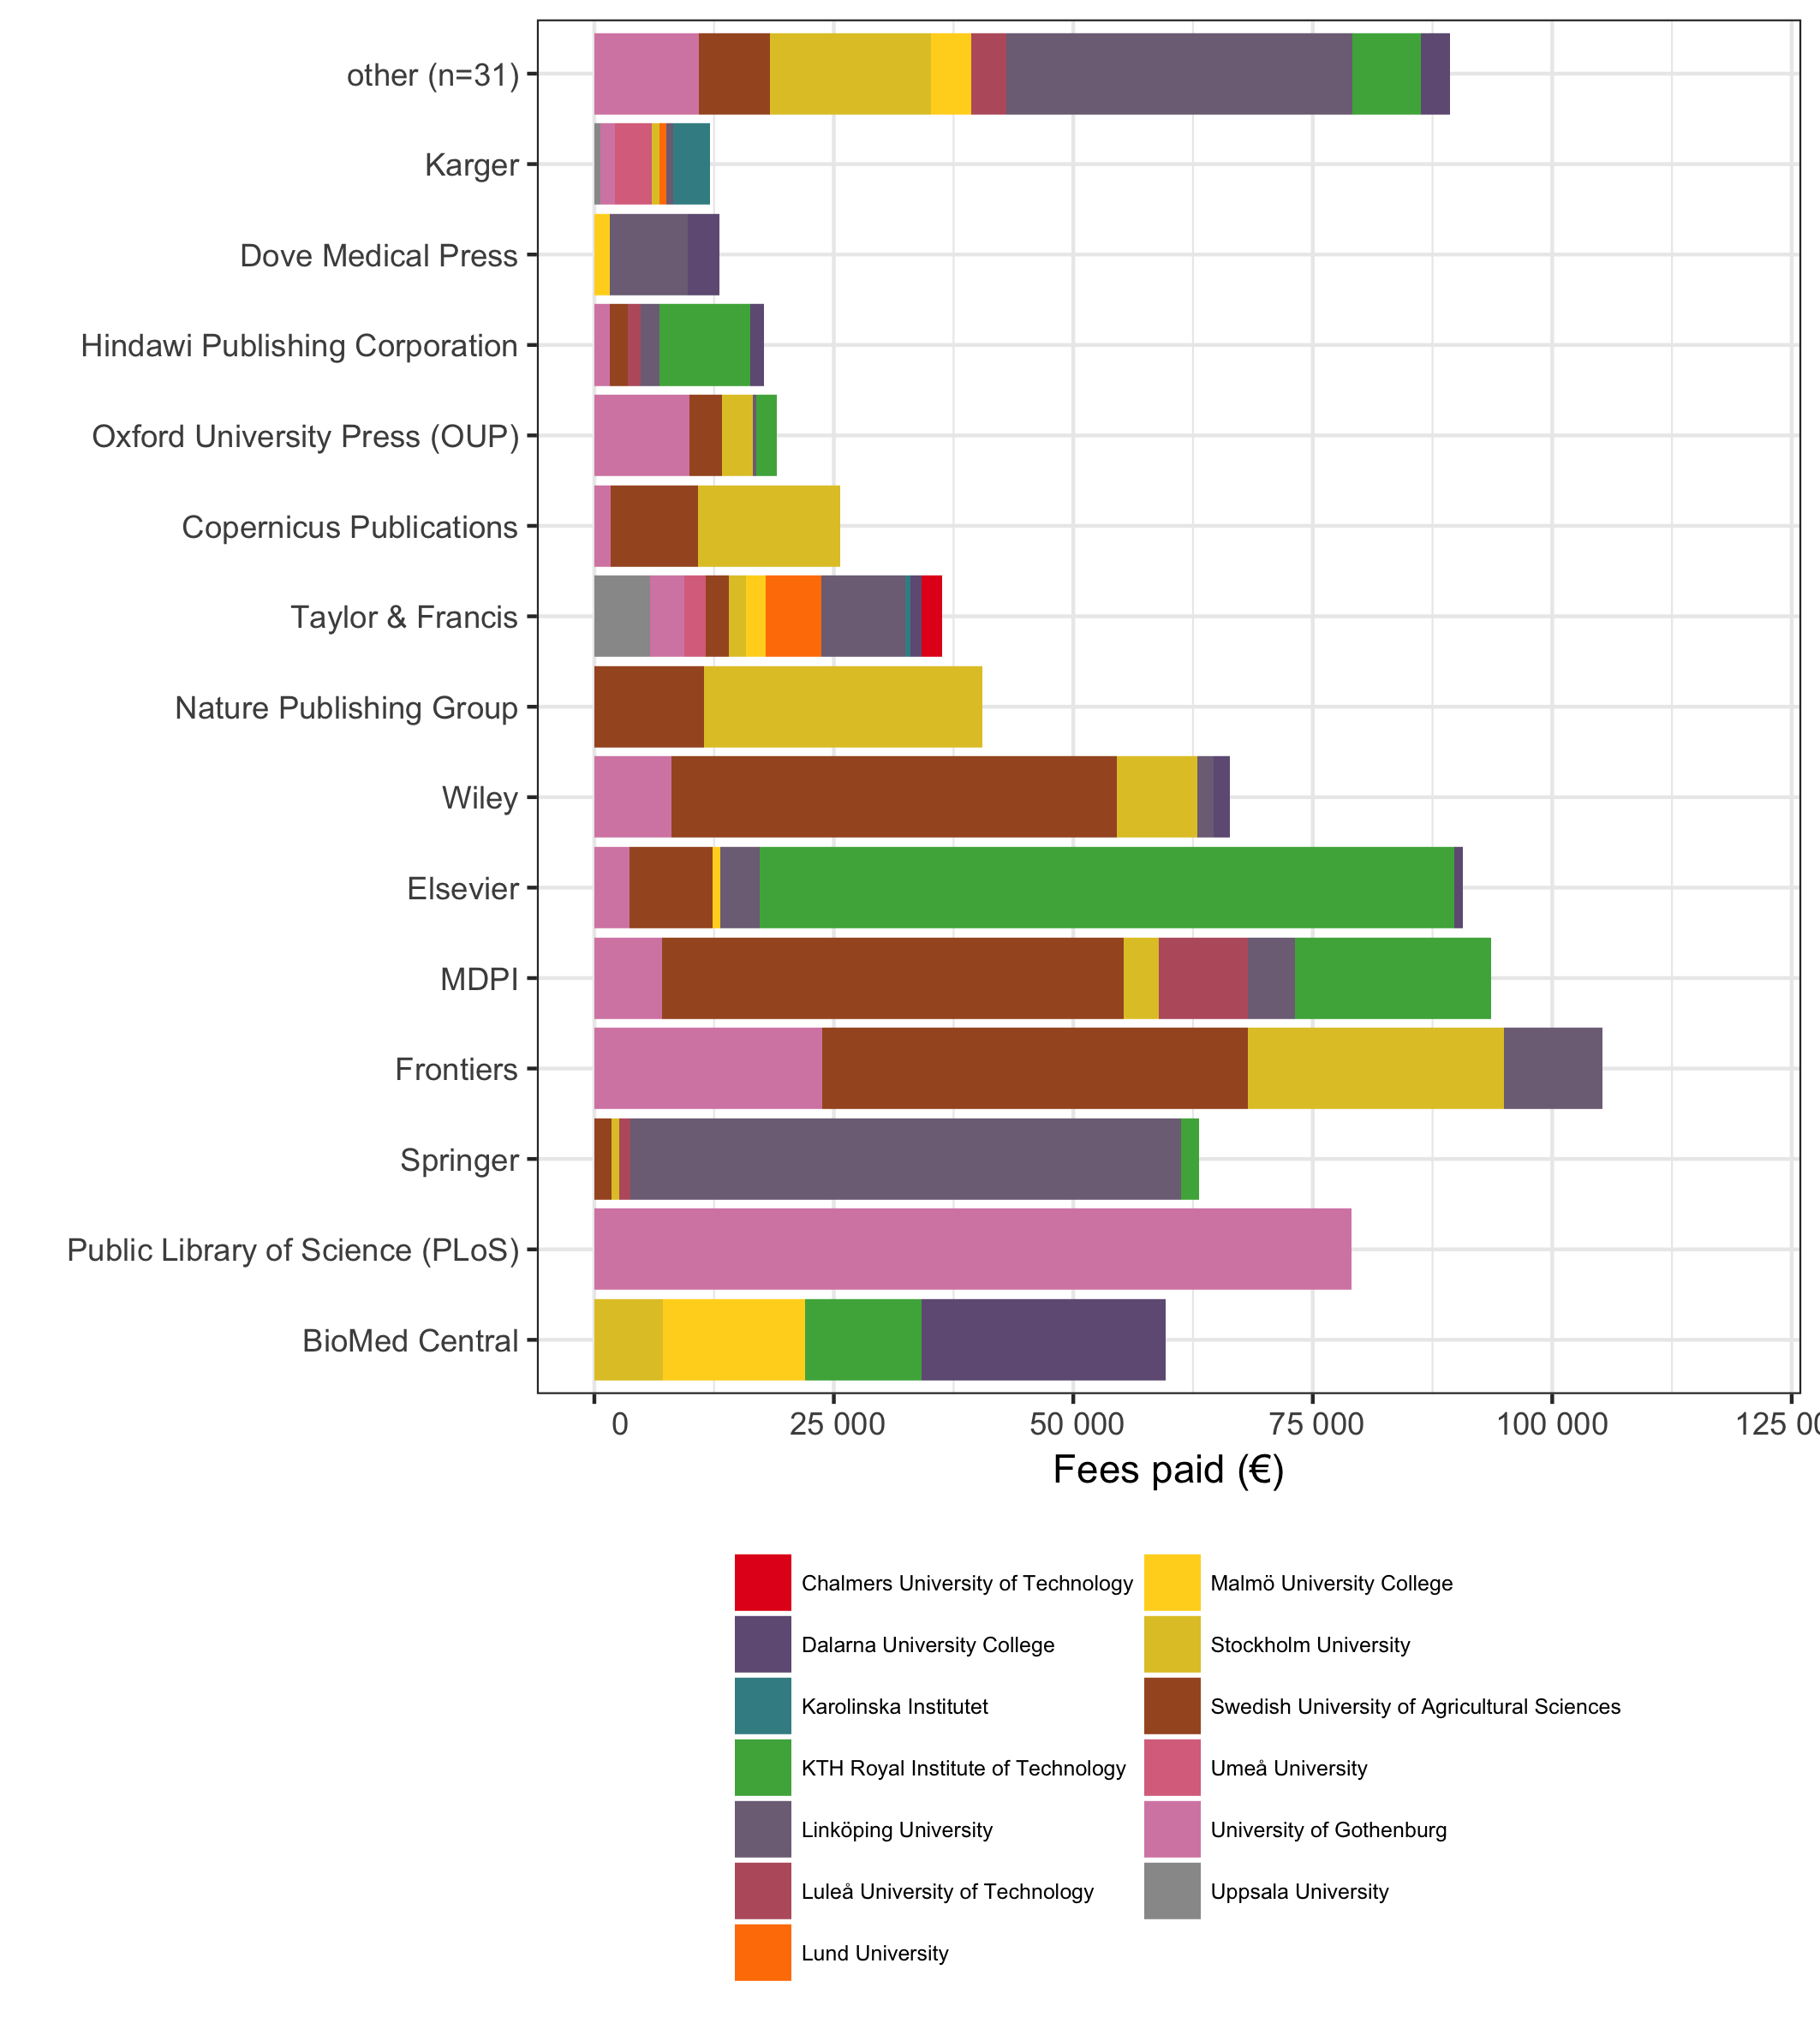 other (n=31)
Karger
Dove Medical Press
Hindawi Publishing Corporation
Oxford University Press (OUP)
Copernicus Publications
Taylor & Francis
Nature Publishing Group
Wiley
Elsevier
MDPI
Frontiers
Springer
Public Library of Science (PLoS)
BioMed Central
0 25 000 50 000 75 000 100 000 125 00
Fees paid (€)
Chalmers University of Technology
Dalarna University College
Karolinska Institutet
KTH Royal Institute of Technology
Linköping University
Luleå University of Technology
Lund University
Malmö University College
Stockholm University
Swedish University of Agricultural Sciences
Umeå University
University of Gothenburg
Uppsala University